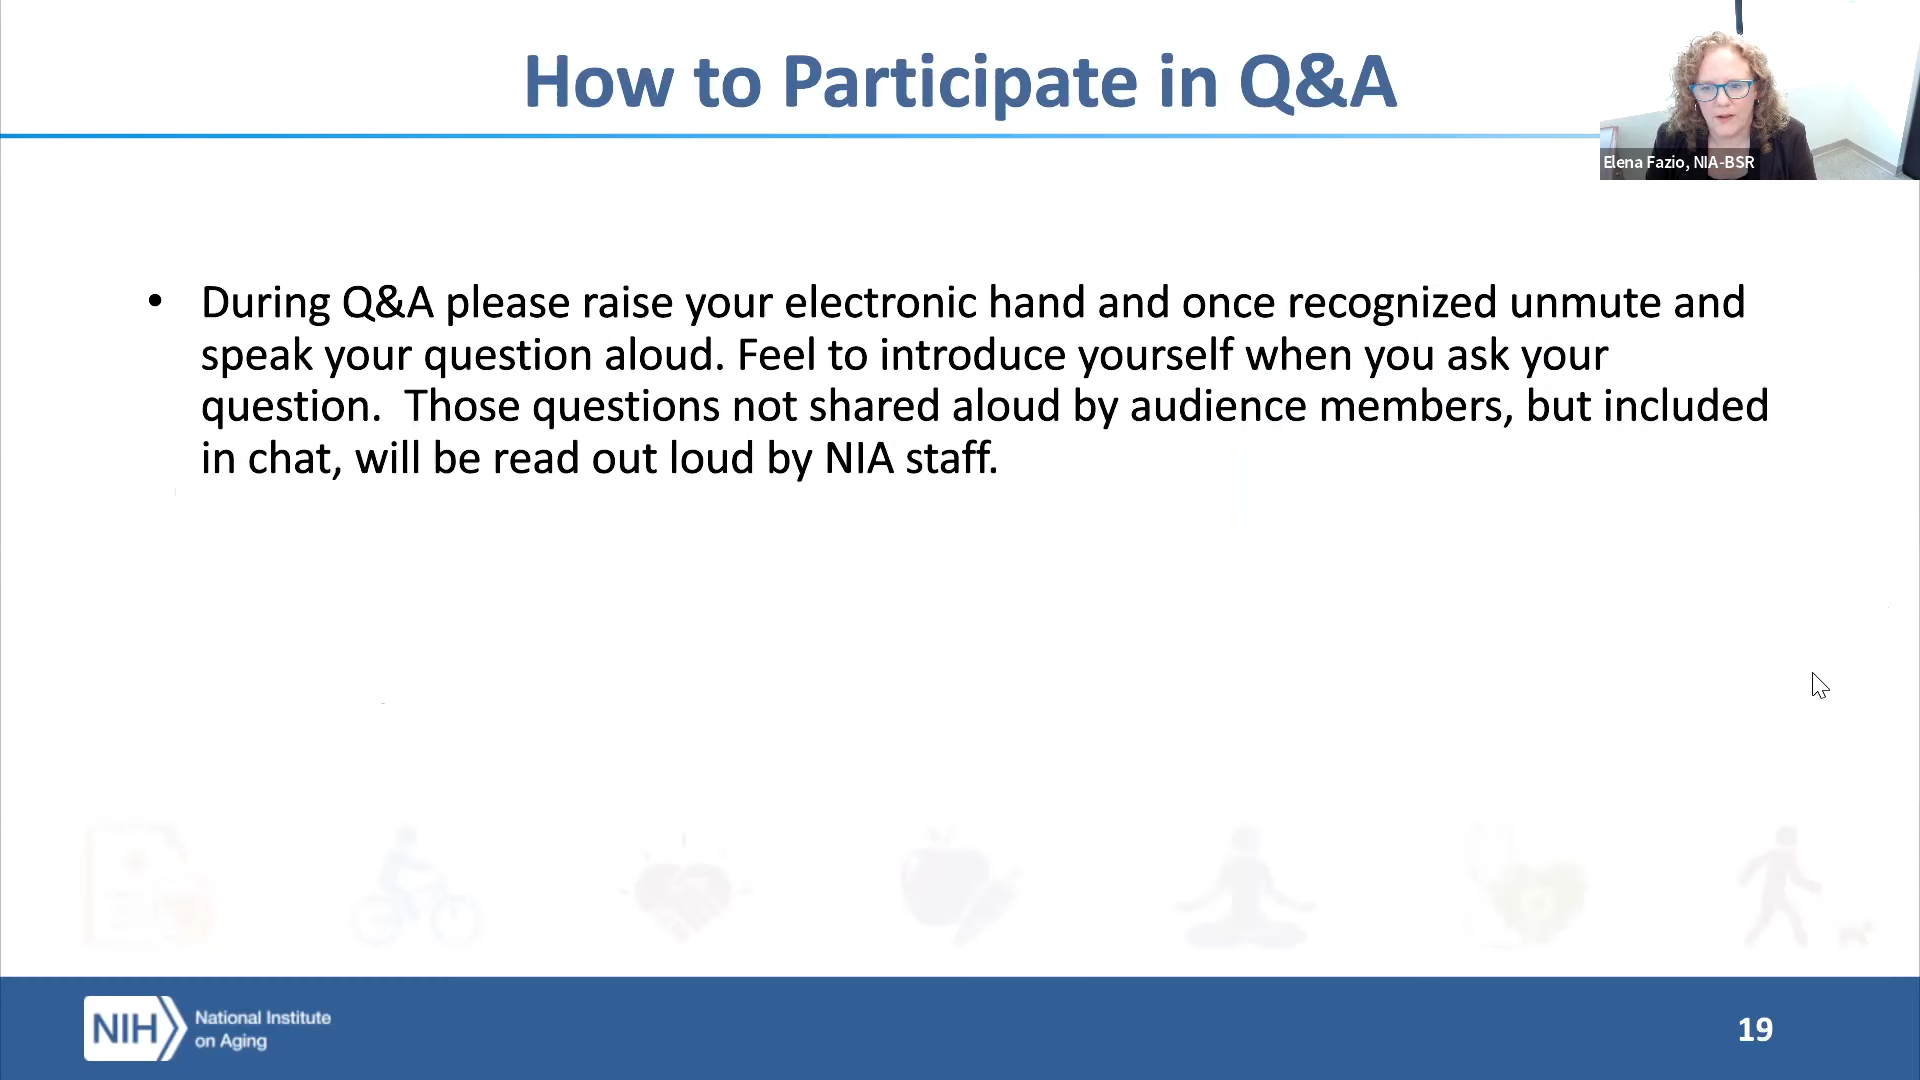 How to Participate in Q&A
Elena Fazio, NIA-BSR
• During Q&A please raise your electronic hand and once recognized unmute and
speak your question aloud. Feel to introduce yourself when you ask your
question.  Those questions not shared aloud by audience members, but included
in chat, will be read out loud by NIA staff.
NIH
National Institute
on Aging
19